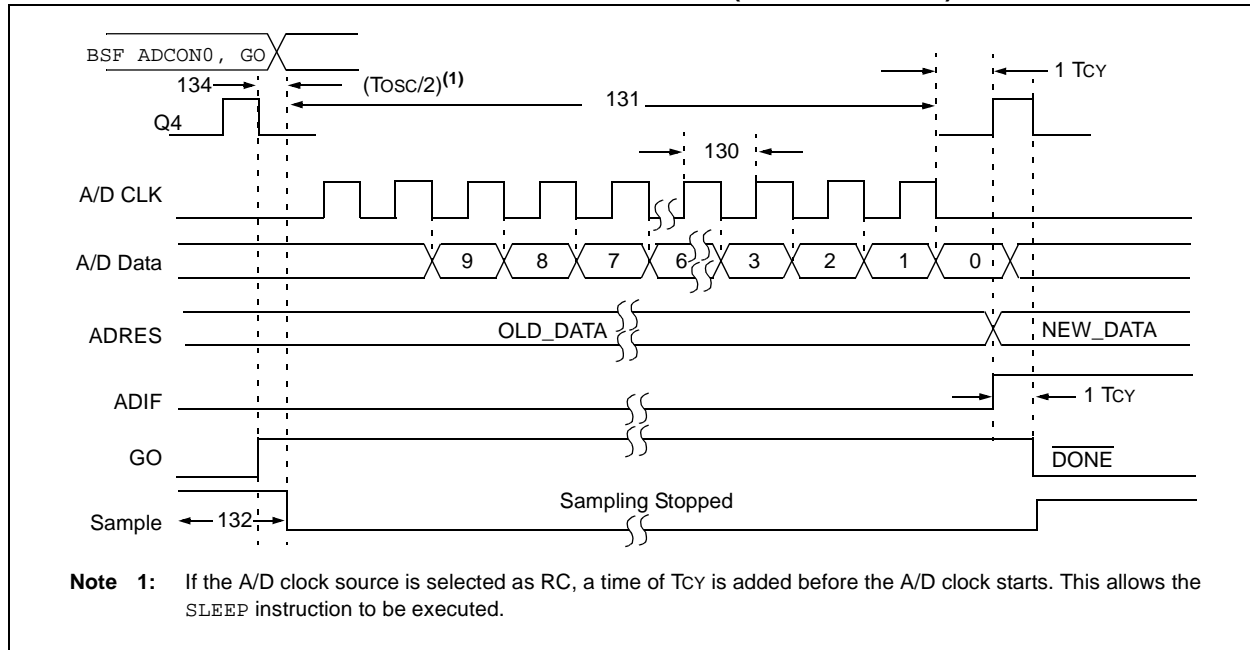 BSF ADCON0, GO
134
(TOSC/2)(1)
131
1 TCY
Q4
130
A/D CLK
A/D Data
9
8
7
6
3
2
1
0
ADRES
OLD_DATA
NEW_DATA
ADIF
1 TCY
GO
DONE
Sample
132
Sampling Stopped
Note 1: If the A/D clock source is selected as RC, a time of TCY is added before the A/D clock starts. This allows the
SLEEP instruction to be executed.